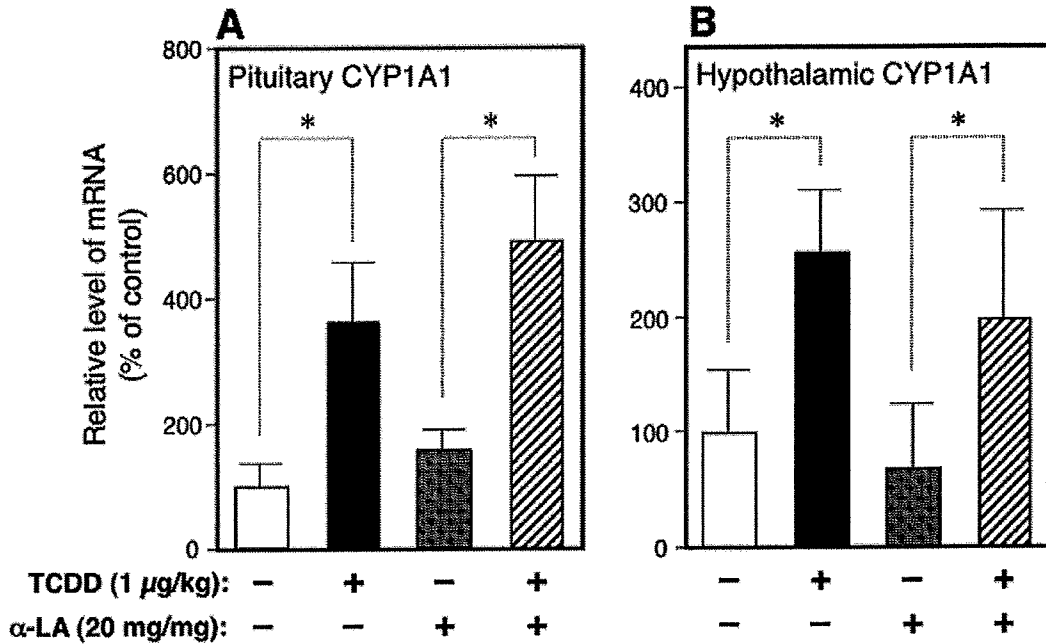 A
B
Pituitary CYP1A1
Hypothalamic CYP1A1
Relative level of mRNA
(% of control)
800
600
400
200
0
400
300
200
100
0
* *
* *
TCDD (1 µg/kg): – + – + – + – +
α-LA (20 mg/mg): – – + + – – + +